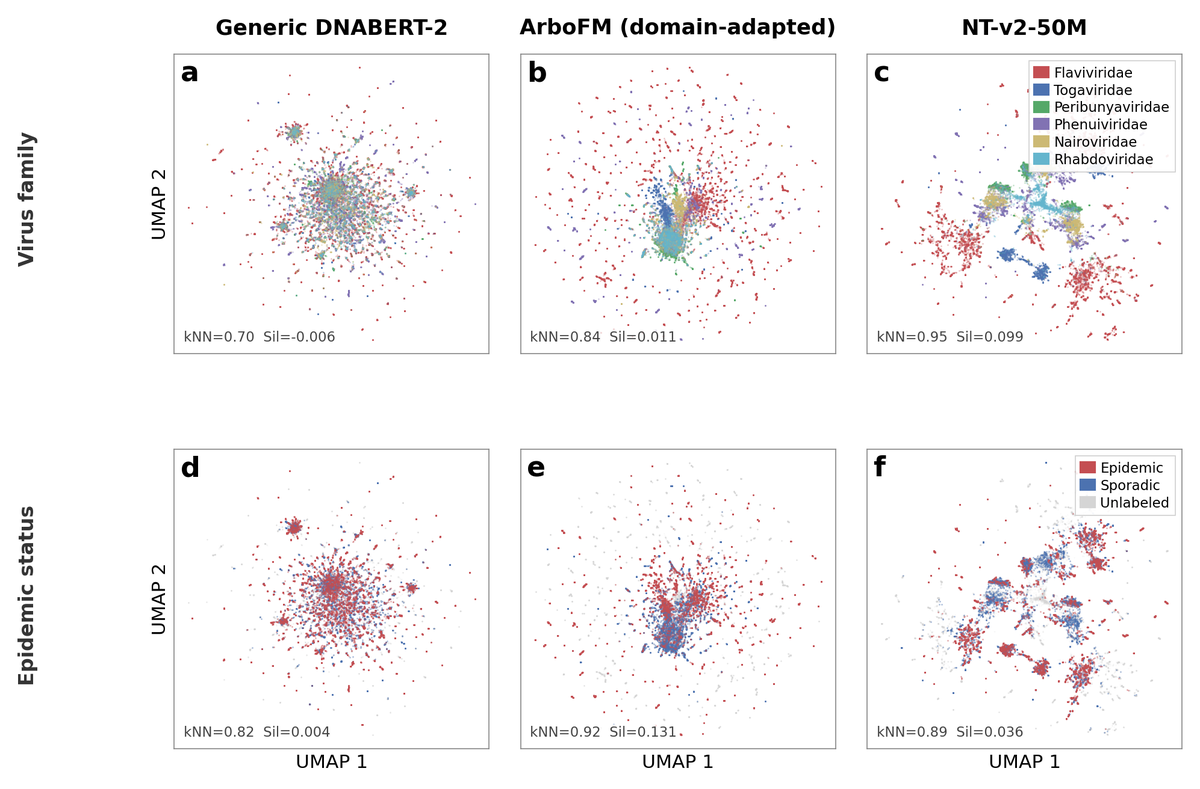 Generic DNABERT-2
ArboFM (domain-adapted)
NT-v2-50M
Virus family
UMAP 2
a
kNN=0.70 Sil=-0.006
b
kNN=0.84 Sil=0.011
c
Flaviviridae
Togaviridae
Peribunyaviridae
Phenuiviridae
Nairoviridae
Rhabdoviridae
kNN=0.95 Sil=0.099
Epidemic status
UMAP 2
d
kNN=0.82 Sil=0.004
UMAP 1
e
kNN=0.92 Sil=0.131
UMAP 1
f
Epidemic
Sporadic
Unlabeled
kNN=0.89 Sil=0.036
UMAP 1